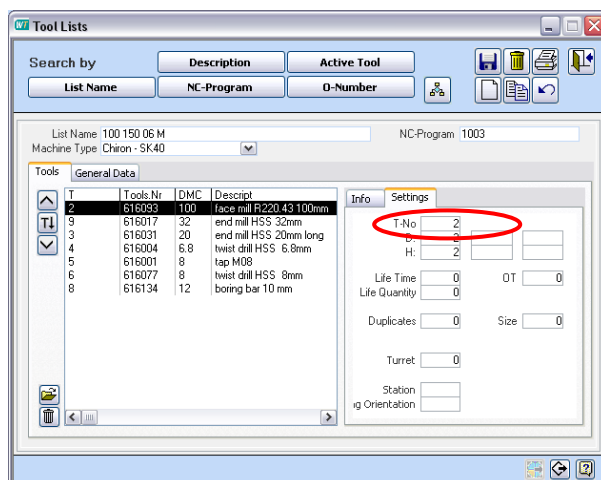 WT Tool Lists
Search by Description Active Tool
List Name NC-Program O-Number
List Name 100 150 06 M NC-Program 1003
Machine Type Chiron - SK40
Tools General Data
T Tools.Nr DMC Descript
2 616093 100 face mill R220.43 100mm
9 616017 32 end mill HSS 32mm
3 616031 20 end mill HSS 20mm long
4 616004 6.8 twist drill HSS 6.8mm
5 616001 8 tap M08
6 616077 8 twist drill HSS 8mm
8 616134 12 boring bar 10 mm
Info Settings
T-No 2
D: 2
H: 2
Life Time 0 OT 0
Life Quantity 0
Duplicates 0 Size 0
Turret 0
Station
ig Orientation